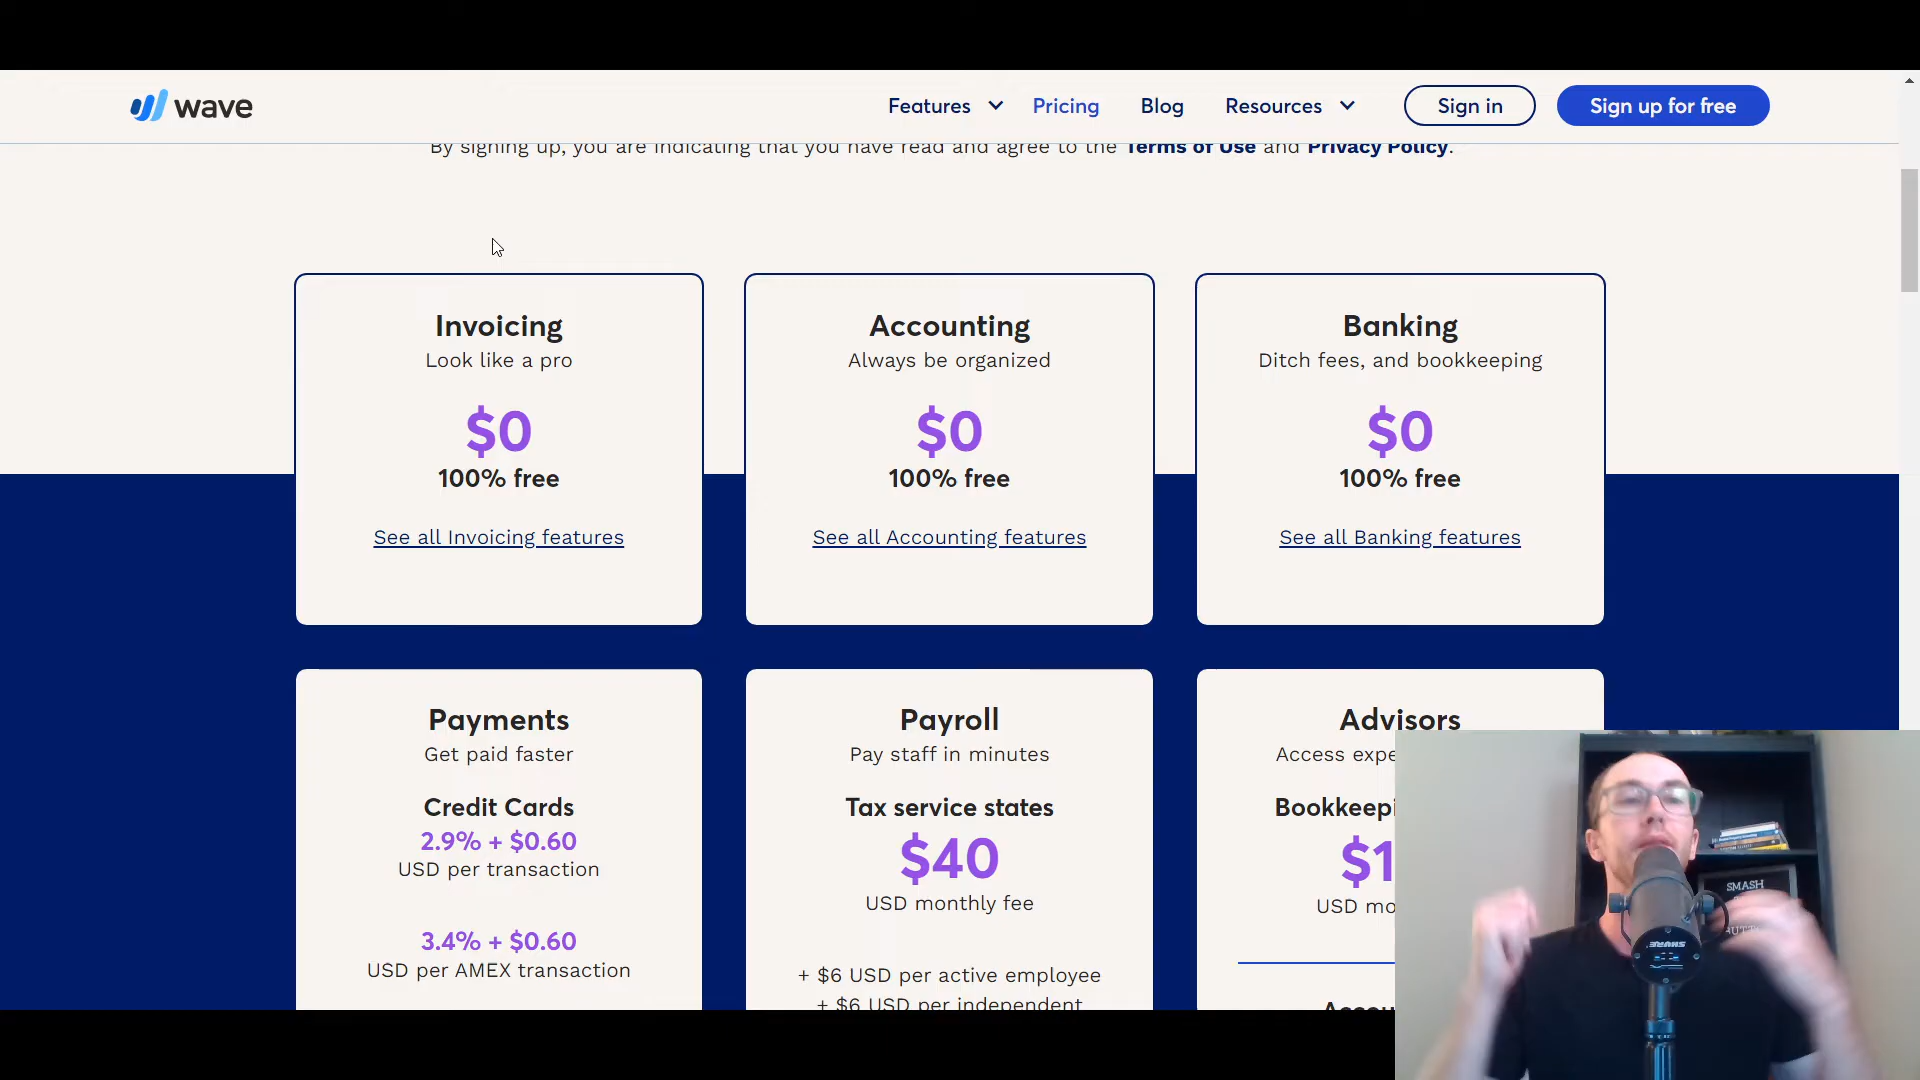 wave
Features
Pricing
Blog
Resources
Sign in
Sign up for free
By signing up, you are indicating that you have read and agree to the Terms of Use and Privacy Policy.
Invoicing
Look like a pro
$0
100% free
See all Invoicing features
Accounting
Always be organized
$0
100% free
See all Accounting features
Banking
Ditch fees, and bookkeeping
$0
100% free
See all Banking features
Payments
Get paid faster
Credit Cards
2.9% + $0.60
USD per transaction
3.4% + $0.60
USD per AMEX transaction
Payroll
Pay staff in minutes
Tax service states
$40
USD monthly fee
+ $6 USD per active employee
+ $6 USD per independent
Advisors
Access
$1
USD
SMASH
SHURE